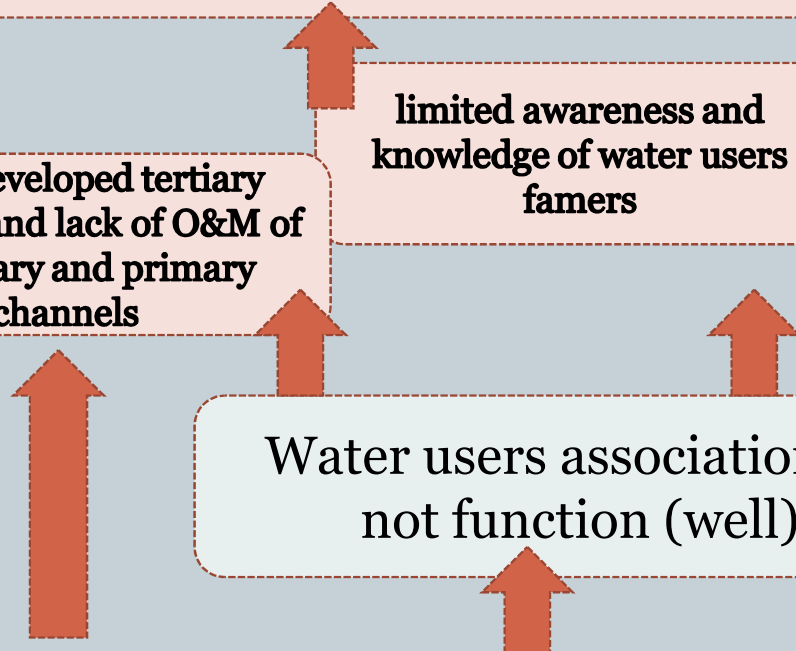 limited awareness and
knowledge of water users
famers
eveloped tertiary
and lack of O&M of
ary and primary
channels
Water users associatio
not function (well)